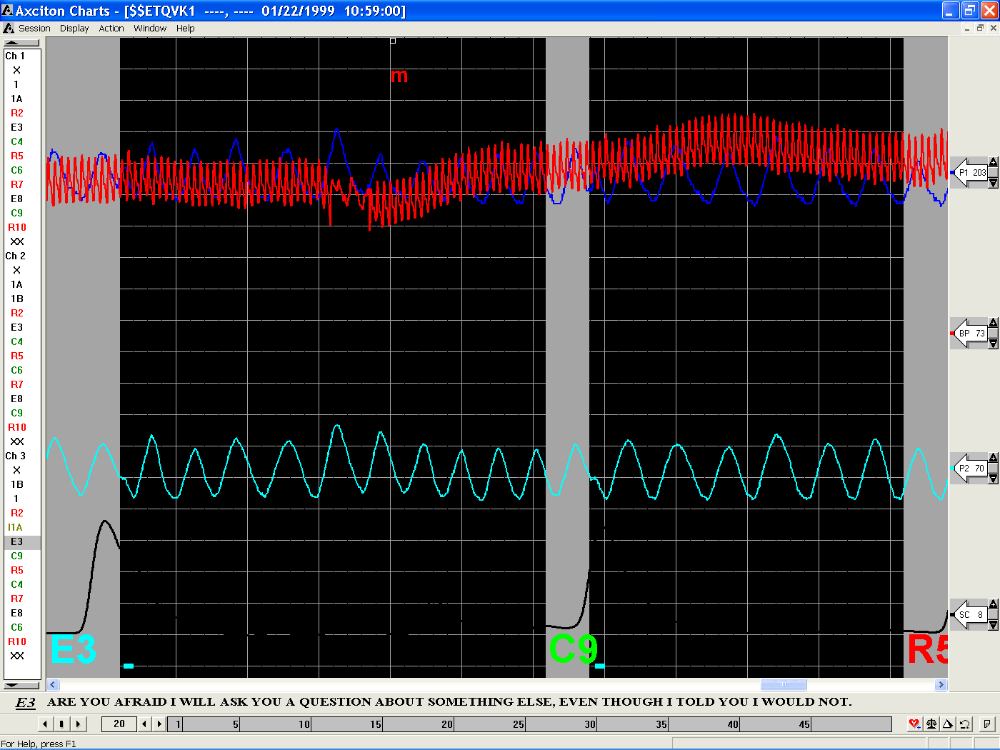 Axciton Charts - [$$ETQVK1 ----, ---- 01/22/1999 10:59:00]
Session Display Action Window Help
Ch 1
X
1
1A
R2
E3
C4
R5
C6
R7
E8
C9
R10
XX
Ch 2
X
1A
1B
R2
E3
C4
R5
C6
R7
E8
C9
R10
XX
Ch 3
X
1B
1
R2
I1A
E3
C9
R5
C4
R7
E8
C6
R10
XX
m
P1 203
BP 73
P2 70
SC 8
E3 C9 R5
E3 ARE YOU AFRAID I WILL ASK YOU A QUESTION ABOUT SOMETHING ELSE, EVEN THOUGH I TOLD YOU I WOULD NOT.
20 1 5 10 15 20 25 30 35 40 45
For Help, press F1